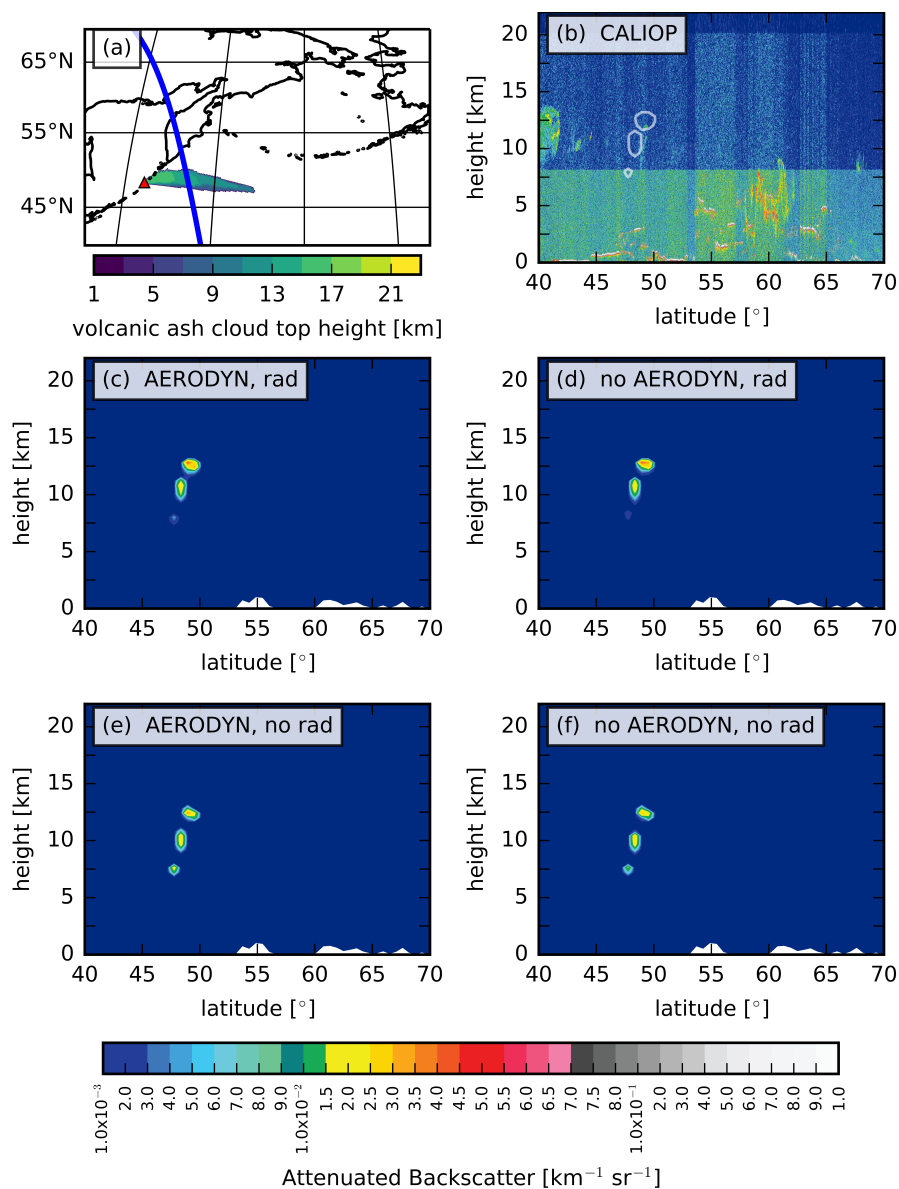 (a)
65°N
55°N
45°N
1 5 9 13 17 21
volcanic ash cloud top height [km]
(b) CALIOP
height [km]
20
15
10
5
0
40 45 50 55 60 65 70
latitude [°]
(c) AERODYN, rad
height [km]
20
15
10
5
0
40 45 50 55 60 65 70
latitude [°]
(d) no AERODYN, rad
height [km]
20
15
10
5
0
40 45 50 55 60 65 70
latitude [°]
(e) AERODYN, no rad
height [km]
20
15
10
5
0
40 45 50 55 60 65 70
latitude [°]
(f) no AERODYN, no rad
height [km]
20
15
10
5
0
40 45 50 55 60 65 70
latitude [°]
1.0x10⁻³ 2.0 3.0 4.0 5.0 6.0 7.0 8.0 9.0 1.0x10⁻² 1.5 2.0 2.5 3.0 3.5 4.0 4.5 5.0 5.5 6.0 6.5 7.0 7.5 8.0 1.0x10⁻¹ 2.0 3.0 4.0 5.0 6.0 7.0 8.0 9.0 1.0
Attenuated Backscatter [km⁻¹ sr⁻¹]